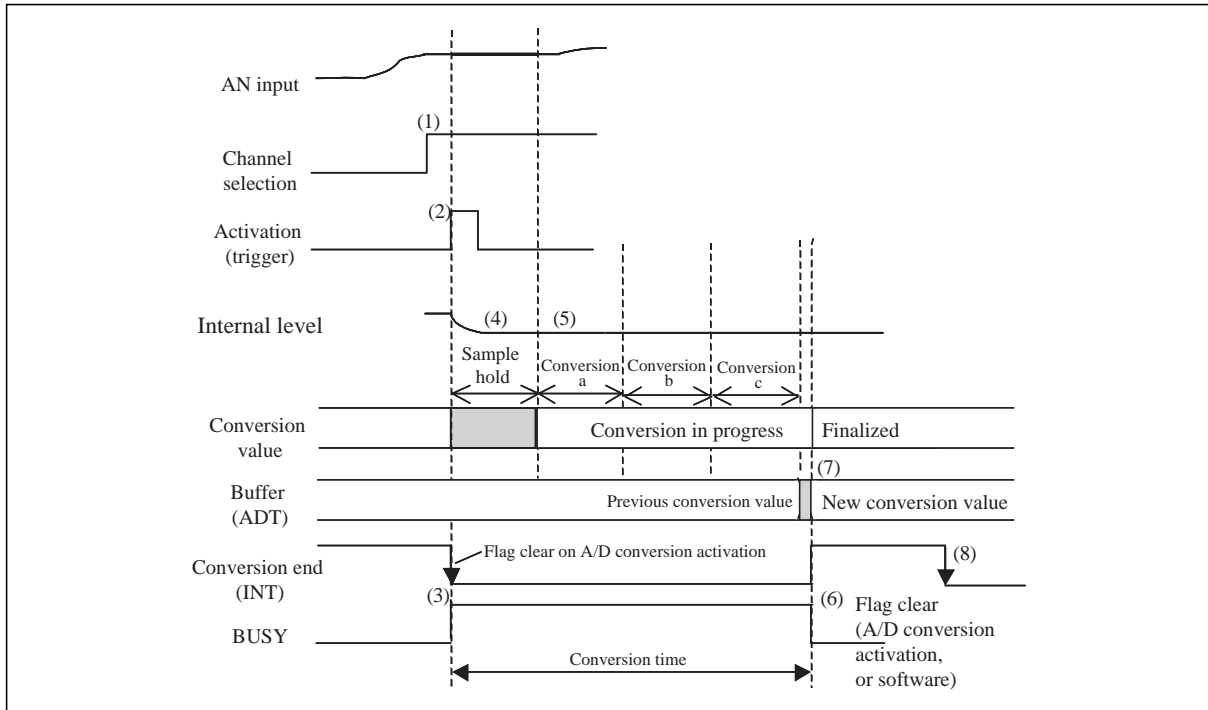 AN input
(1)
Channel
selection
(2)
Activation
(trigger)
Internal level
(4)
(5)
Sample
hold
Conversion
a
Conversion
b
Conversion
c
Conversion
value
Conversion in progress
Finalized
(7)
Buffer
(ADT)
Previous conversion value
New conversion value
Flag clear on A/D conversion activation
(8)
Conversion end
(INT)
(3)
(6)
Flag clear
(A/D conversion
activation,
or software)
BUSY
Conversion time